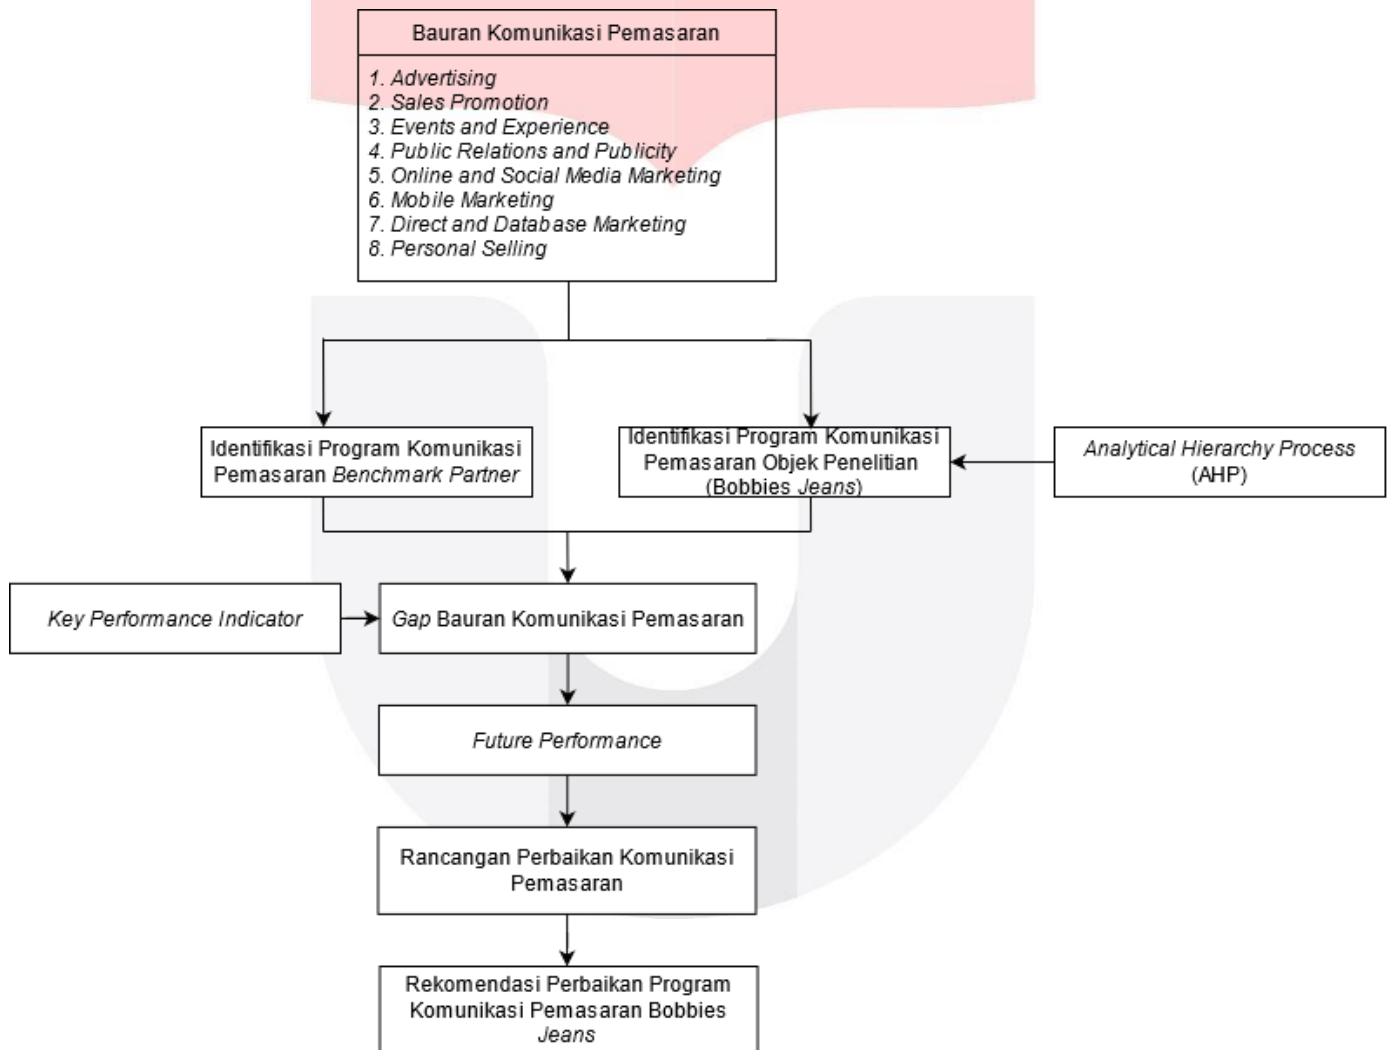 Bauran Komunikasi Pemasaran
1. Advertising
2. Sales Promotion
3. Events and Experience
4. Public Relations and Publicity
5. Online and Social Media Marketing
6. Mobile Marketing
7. Direct and Database Marketing
8. Personal Selling
Identifikasi Program Komunikasi
Pemasaran Benchmark Partner
Identifikasi Program Komunikasi
Pemasaran Objek Penelitian
(Bobbies Jeans)
Analytical Hierarchy Process
(AHP)
Key Performance Indicator
Gap Bauran Komunikasi Pemasaran
Future Performance
Rancangan Perbaikan Komunikasi
Pemasaran
Rekomendasi Perbaikan Program
Komunikasi Pemasaran Bobbies
Jeans